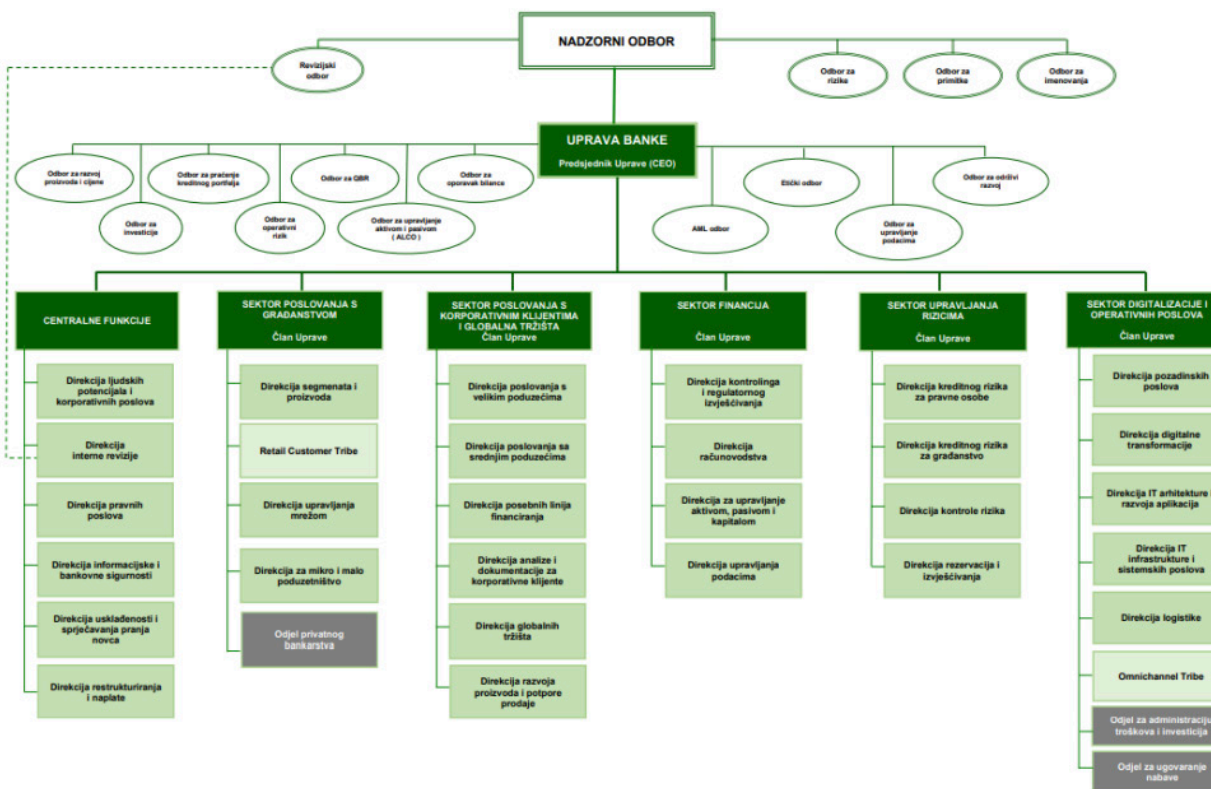 NADZORNI ODBOR
Revizijski
odbor
Odbor za
rizike
Odbor za
primitke
Odbor za
imenovanja
UPRAVA BANKE
Predsjednik Uprave (CEO)
Odbor za razvoj
proizvoda i cijene
Odbor za
investicije
Odbor za praćenje
kreditnog portfelja
Odbor za
operativni
rizik
Odbor za QBR
Odbor za upravljanje
aktivom i pasivom
( ALCO )
Odbor za
oporavak bilance
AML odbor
Etički odbor
Odbor za
upravljanje
podacima
Odbor za održivi
razvoj
CENTRALNE FUNKCIJE
Direkcija ljudskih
potencijala i
korporativnih poslova
Direkcija
interne revizije
Direkcija pravnih
poslova
Direkcija informacijske i
bankovne sigurnosti
Direkcija usklađenosti i
sprječavanja pranja
novca
Direkcija restrukturiranja
i naplate
SEKTOR POSLOVANJA S
GRAĐANSTVOM
Član Uprave
Direkcija segmenata i
proizvoda
Retail Customer Tribe
Direkcija upravljanja
mrežom
Direkcija za mikro i malo
poduzetništvo
Odjel privatnog
bankarstva
SEKTOR POSLOVANJA S
KORPORATIVNIM KLIJENTIMA
I GLOBALNA TRŽIŠTA
Član Uprave
Direkcija poslovanja s
velikim poduzećima
Direkcija poslovanja sa
srednjim poduzećima
Direkcija posebnih linija
financiranja
Direkcija analize i
dokumentacije za
korporativne klijente
Direkcija globalnih
tržišta
Direkcija razvoja
proizvoda i potpore
prodaje
SEKTOR FINANCIJA
Član Uprave
Direkcija kontrolinga
i regulatornog
izvješćivanja
Direkcija
računovodstva
Direkcija za upravljanje
aktivom, pasivom i
kapitalom
Direkcija upravljanja
podacima
SEKTOR UPRAVLJANJA
RIZICIMA
Član Uprave
Direkcija kreditnog rizika
za pravne osobe
Direkcija kreditnog rizika
za građanstvo
Direkcija kontrole rizika
Direkcija rezervacija i
izvješćivanja
SEKTOR DIGITALIZACIJE I
OPERATIVNIH POSLOVA
Član Uprave
Direkcija pozadinskih
poslova
Direkcija digitalne
transformacije
Direkcija IT arhitekture i
razvoja aplikacija
Direkcija IT
infrastrukture i
sistemskih poslova
Direkcija logistike
Omnichannel Tribe
Odjel za administraciju
troškova i investicija
Odjel za ugovaranje
nabave